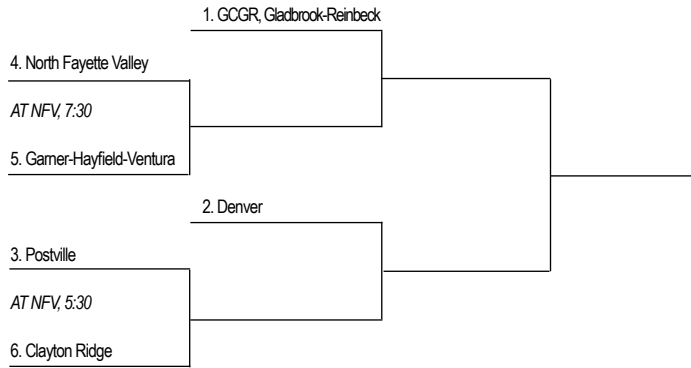 1. GCGR, Gladbrook-Reinbeck
4. North Fayette Valley
AT NFV, 7:30
5. Garner-Hayfield-Ventura
2. Denver
3. Postville
AT NFV, 5:30
6. Clayton Ridge